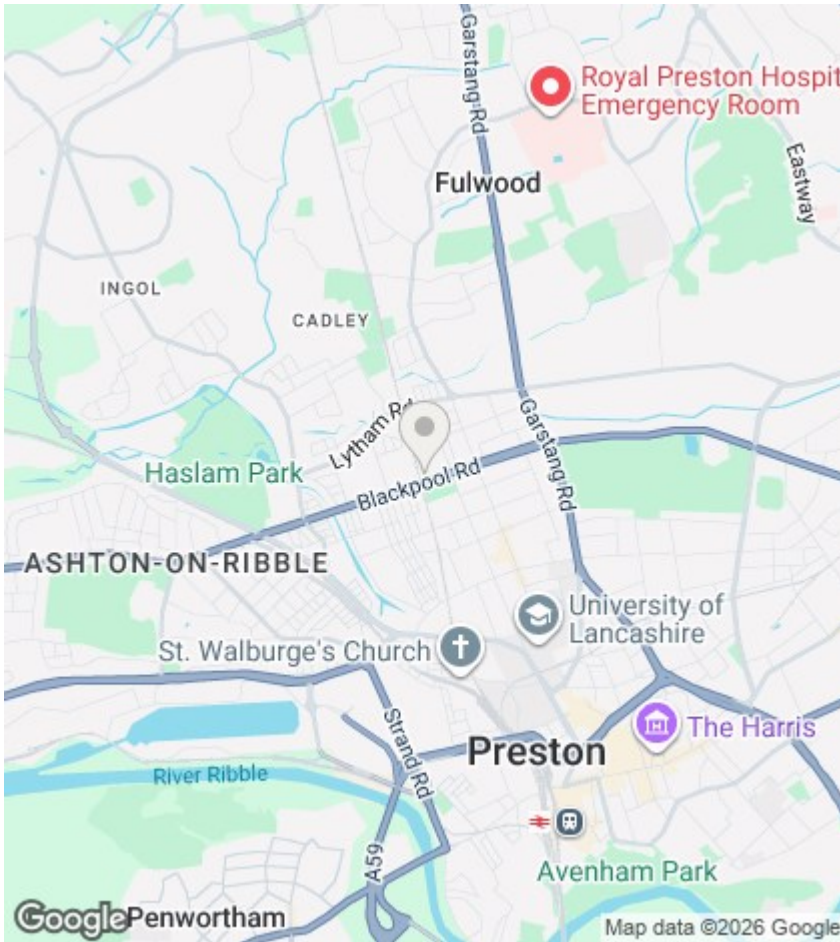 Garstang Rd
Royal Preston Hospit
Emergency Room
Eastway
Fulwood
INGOL
CADLEY
Lytham Rd
Garstang Rd
Haslam Park
Blackpool Rd
ASHTON-ON-RIBBLE
University of
Lancashire
St. Walburge's Church
Strand Rd
The Harris
Preston
River Ribble
A59
Avenham Park
Google
Penwortham
Map data ©2026 Google